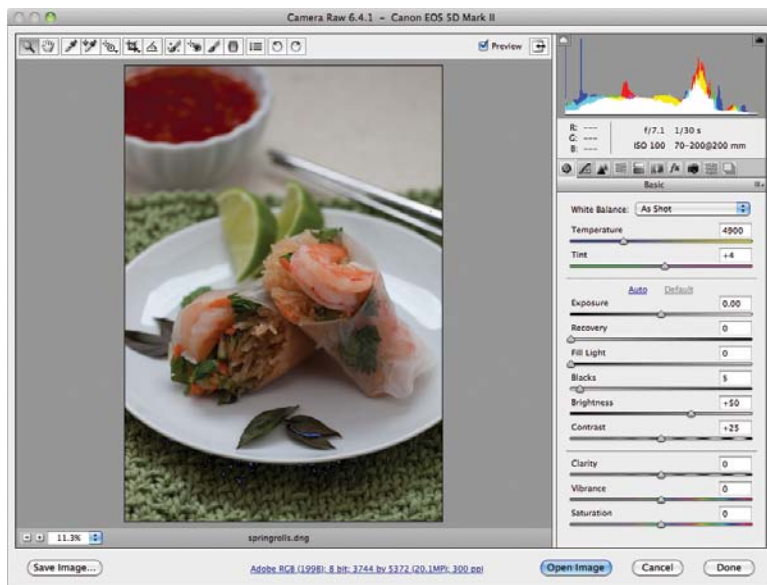 Camera Raw 6.4.1 – Canon EOS 5D Mark II
Preview
R: ---
G: ---
B: ---
f/7.1 1/30 s
ISO 100 70-200@200 mm
Basic
White Balance: As Shot
Temperature 4900
Tint +4
Auto Default
Exposure 0.00
Recovery 0
Fill Light 0
Blacks 5
Brightness +50
Contrast +25
Clarity 0
Vibrance 0
Saturation 0
11.3%
springrolls.dng
Save Image...
Adobe RGB (1998); 8 bit; 3744 by 5372 (20.1MP); 300 ppi
Open Image
Cancel
Done